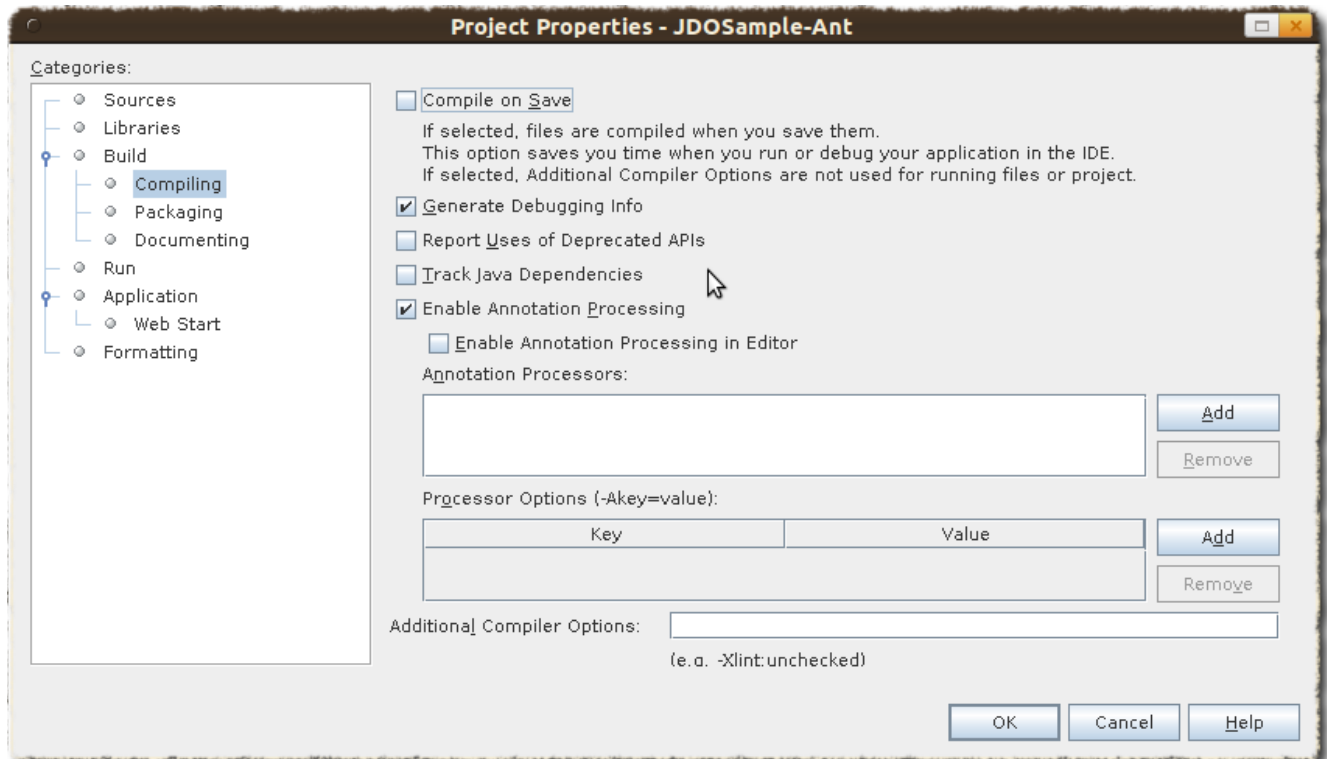 Project Properties - JDOSample-Ant
Categories:
Sources
Libraries
Build
Compiling
Packaging
Documenting
Run
Application
Web Start
Formatting
Compile on Save
If selected, files are compiled when you save them.
This option saves you time when you run or debug your application in the IDE.
If selected, Additional Compiler Options are not used for running files or project.
Generate Debugging Info
Report Uses of Deprecated APIs
Track Java Dependencies
Enable Annotation Processing
Enable Annotation Processing in Editor
Annotation Processors:
Add
Remove
Processor Options (-Akey=value):
Key Value
Add
Remove
Additional Compiler Options:
(e.g. -Xlint:unchecked)
OK Cancel Help